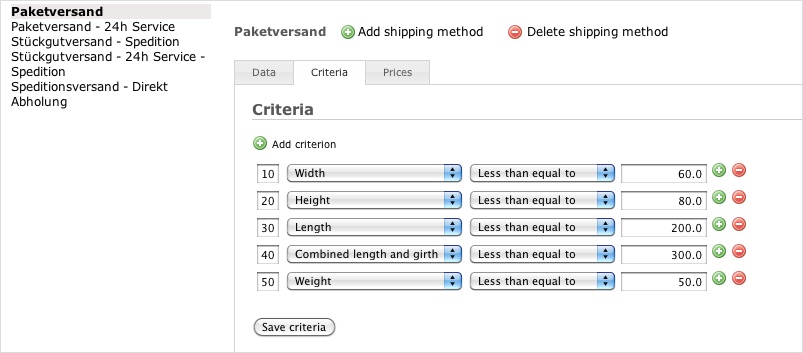 Paketversand
Paketversand - 24h Service
Stückgutversand - Spedition
Stückgutversand - 24h Service -
Spedition
Speditionsversand - Direkt
Abholung
Paketversand Add shipping method Delete shipping method
Data Criteria Prices
Criteria
Add criterion
10 Width Less than equal to 60.0
20 Height Less than equal to 80.0
30 Length Less than equal to 200.0
40 Combined length and girth Less than equal to 300.0
50 Weight Less than equal to 50.0
Save criteria